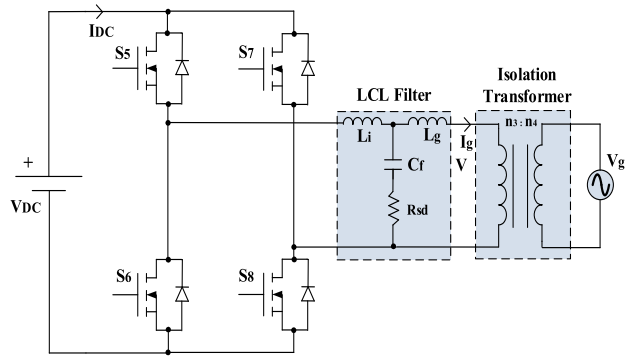 IDC
S5
S7
Isolation
Transformer
LCL Filter
n3 : n4
Li
Lg
Ig
V
Vg
Cf
Rsd
+
VDC
S6
S8